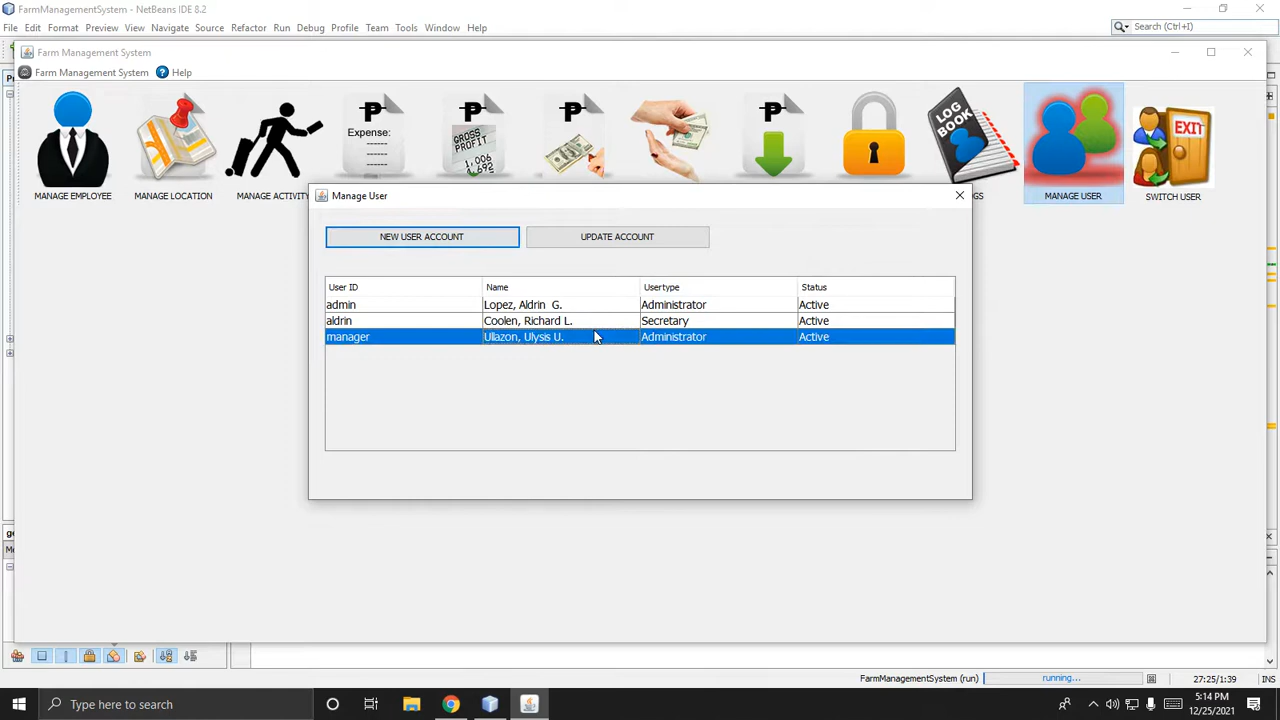 FarmManagementSystem - NetBeans IDE 8.2
File Edit Format Preview View Navigate Source Refactor Run Debug Profile Team Tools Window Help
Search (Ctrl+I)
Farm Management System
Farm Management System Help
Expense:
GROSS
PROFIT
LOG
BOOK
EXIT
MANAGE EMPLOYEE MANAGE LOCATION MANAGE ACTIVITY GS MANAGE USER SWITCH USER
Manage User
NEW USER ACCOUNT UPDATE ACCOUNT
User ID Name Usertype Status
admin Lopez, Aldrin G. Administrator Active
aldrin Coolen, Richard L. Secretary Active
manager Ullazon, Ulysis U. Administrator Active
FarmManagementSystem (run) running... 27:25/1:39 INS
Type here to search
5:14 PM
12/25/2021